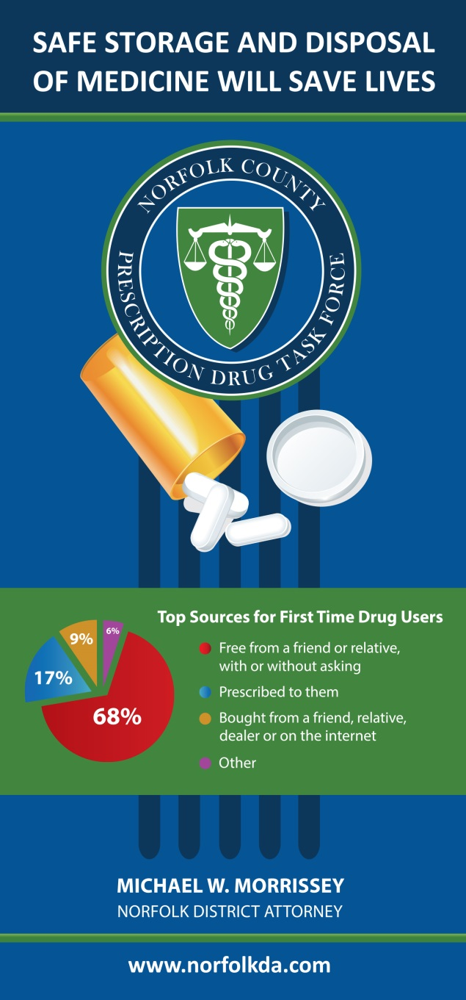 SAFE STORAGE AND DISPOSAL
OF MEDICINE WILL SAVE LIVES
NORFOLK COUNTY
PRESCRIPTION DRUG TASK FORCE
Top Sources for First Time Drug Users
6%
9%
17%
68%
Free from a friend or relative,
with or without asking
Prescribed to them
Bought from a friend, relative,
dealer or on the internet
Other
MICHAEL W. MORRISSEY
NORFOLK DISTRICT ATTORNEY
www.norfolkda.com